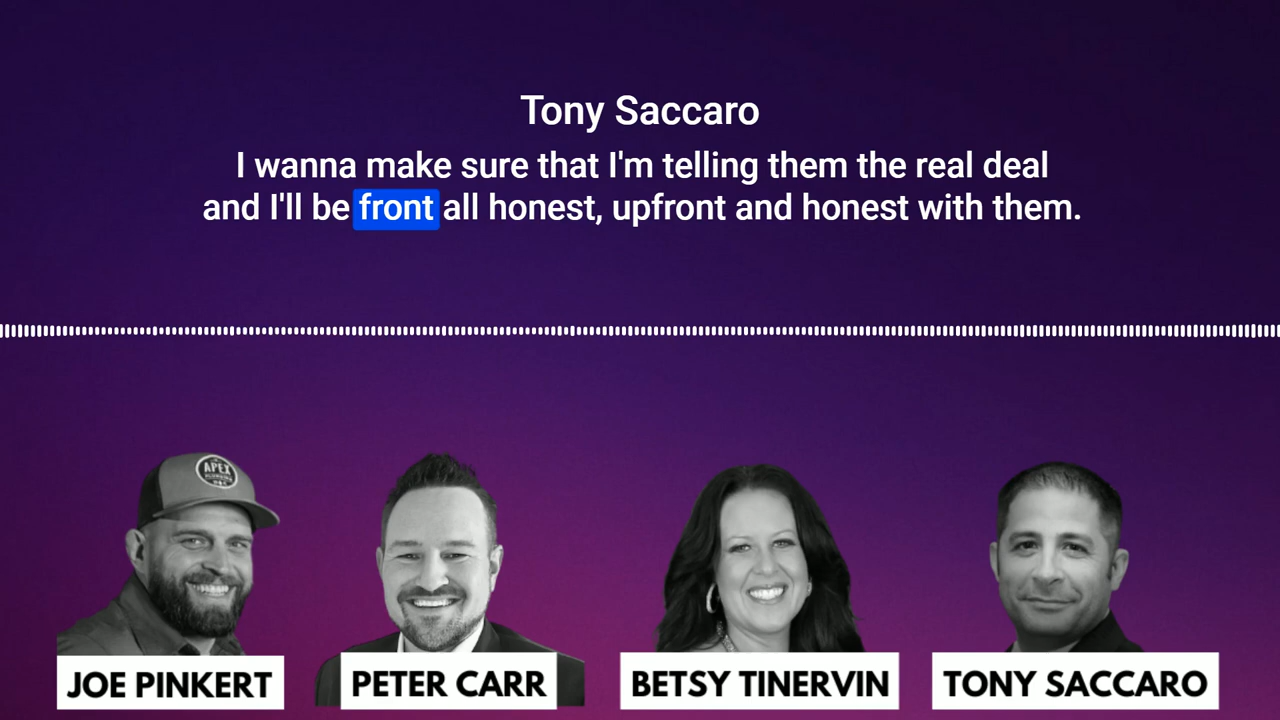 Tony Saccaro
I wanna make sure that I'm telling them the real deal
and I'll be front all honest, upfront and honest with them.
APEX
JOE PINKERT
PETER CARR
BETSY TINERVIN
TONY SACCARO